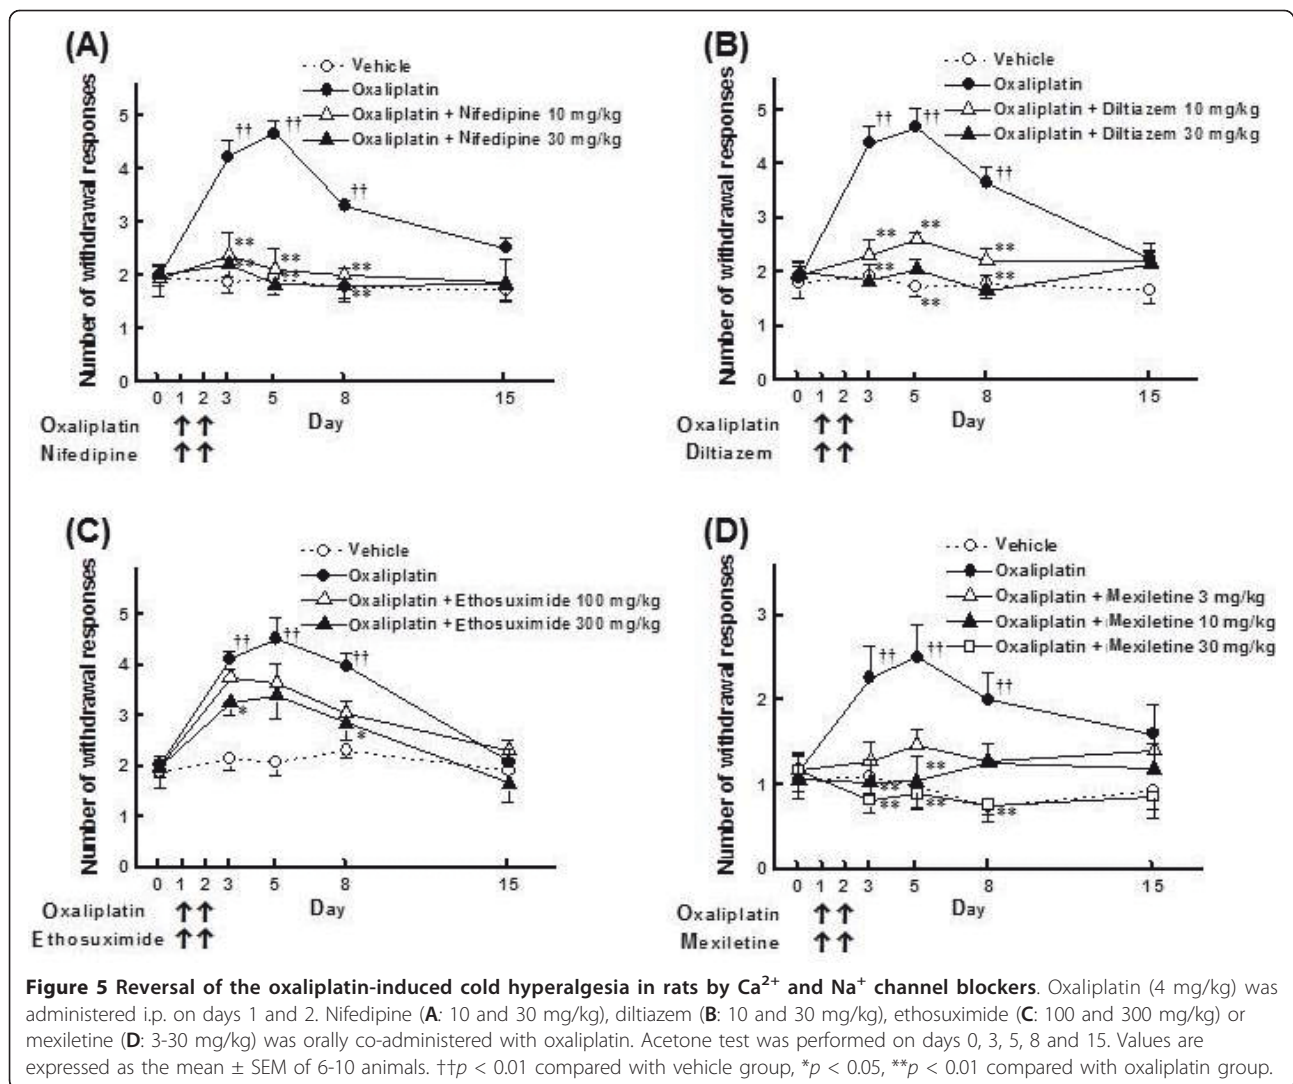 (A)
Vehicle
Oxaliplatin
Oxaliplatin + Nifedipine 10 mg/kg
Oxaliplatin + Nifedipine 30 mg/kg
Number of withdrawal responses
5
4
3
2
1
0
†† ††
††
** ** **
** ** **
0 1 2 3 5 8 15
Day
Oxaliplatin ↑ ↑
Nifedipine ↑ ↑
(B)
Vehicle
Oxaliplatin
Oxaliplatin + Diltiazem 10 mg/kg
Oxaliplatin + Diltiazem 30 mg/kg
Number of withdrawal responses
5
4
3
2
1
0
†† ††
††
** ** **
** ** **
0 1 2 3 5 8 15
Day
Oxaliplatin ↑ ↑
Diltiazem ↑ ↑
(C)
Vehicle
Oxaliplatin
Oxaliplatin + Ethosuximide 100 mg/kg
Oxaliplatin + Ethosuximide 300 mg/kg
Number of withdrawal responses
5
4
3
2
1
0
†† ††
††
* *
0 1 2 3 5 8 15
Day
Oxaliplatin ↑ ↑
Ethosuximide ↑ ↑
(D)
Vehicle
Oxaliplatin
Oxaliplatin + Mexiletine 3 mg/kg
Oxaliplatin + Mexiletine 10 mg/kg
Oxaliplatin + Mexiletine 30 mg/kg
Number of withdrawal responses
3
2
1
0
†† ††
††
** **
** ** **
0 1 2 3 5 8 15
Day
Oxaliplatin ↑ ↑
Mexiletine ↑ ↑
Figure 5 Reversal of the oxaliplatin-induced cold hyperalgesia in rats by Ca²⁺ and Na⁺ channel blockers. Oxaliplatin (4 mg/kg) was
administered i.p. on days 1 and 2. Nifedipine (A: 10 and 30 mg/kg), diltiazem (B: 10 and 30 mg/kg), ethosuximide (C: 100 and 300 mg/kg) or
mexiletine (D: 3-30 mg/kg) was orally co-administered with oxaliplatin. Acetone test was performed on days 0, 3, 5, 8 and 15. Values are
expressed as the mean ± SEM of 6-10 animals. ††p < 0.01 compared with vehicle group, *p < 0.05, **p < 0.01 compared with oxaliplatin group.